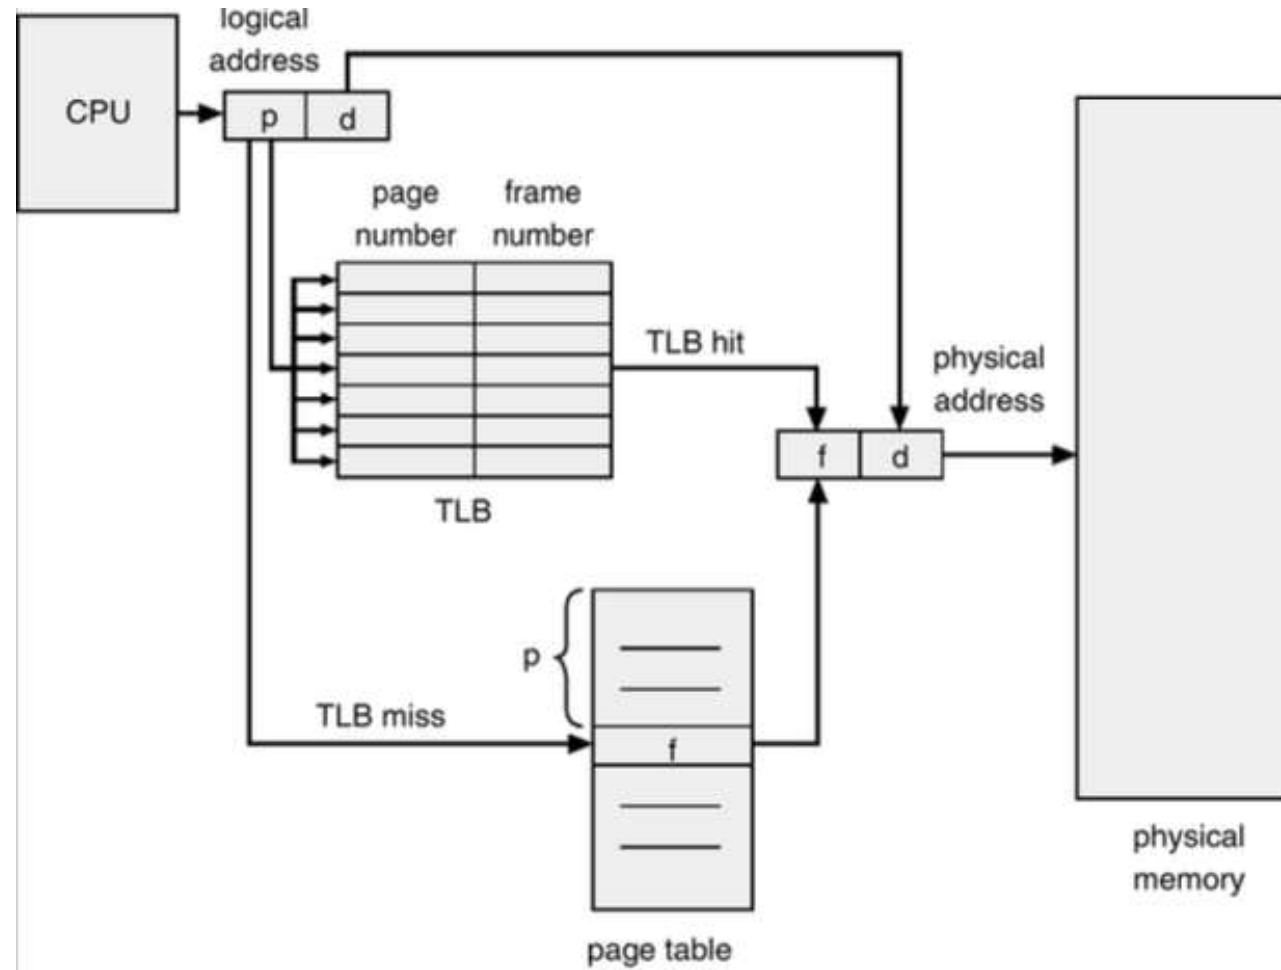 logical
address
CPU
p
d
page
number
frame
number
TLB hit
physical
address
f
d
TLB
p
TLB miss
f
physical
memory
page table